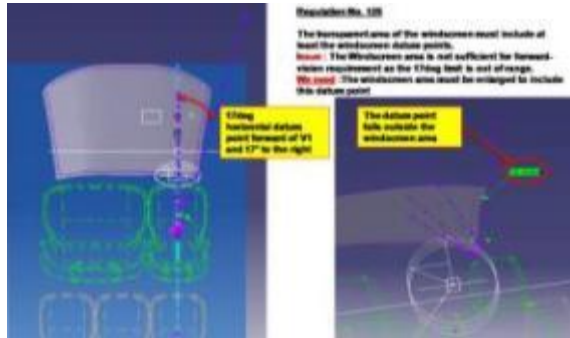 Regulation No. 125
The transparent area of the windscreen must include at
least the windscreen datum points.
Issue : The Windscreen area is not sufficient for forward-
vision requirement as the 17deg limit is out of range.
We need : The windscreen area must be enlarged to include
this datum point
17deg
horizontal datum
point forward of V1
and 17° to the right
The datum point
falls outside the
windscreen area